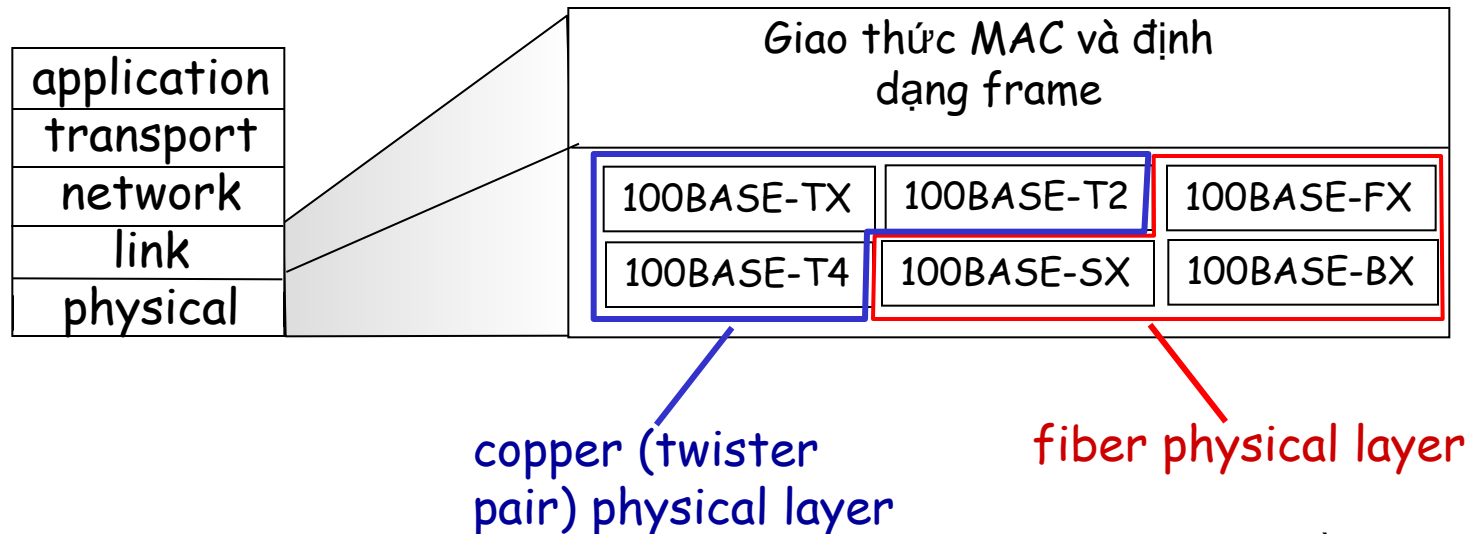 application
transport
network
link
physical
Giao thức MAC và định
dạng frame
100BASE-TX 100BASE-T2 100BASE-FX
100BASE-T4 100BASE-SX 100BASE-BX
copper (twister
pair) physical layer
fiber physical layer